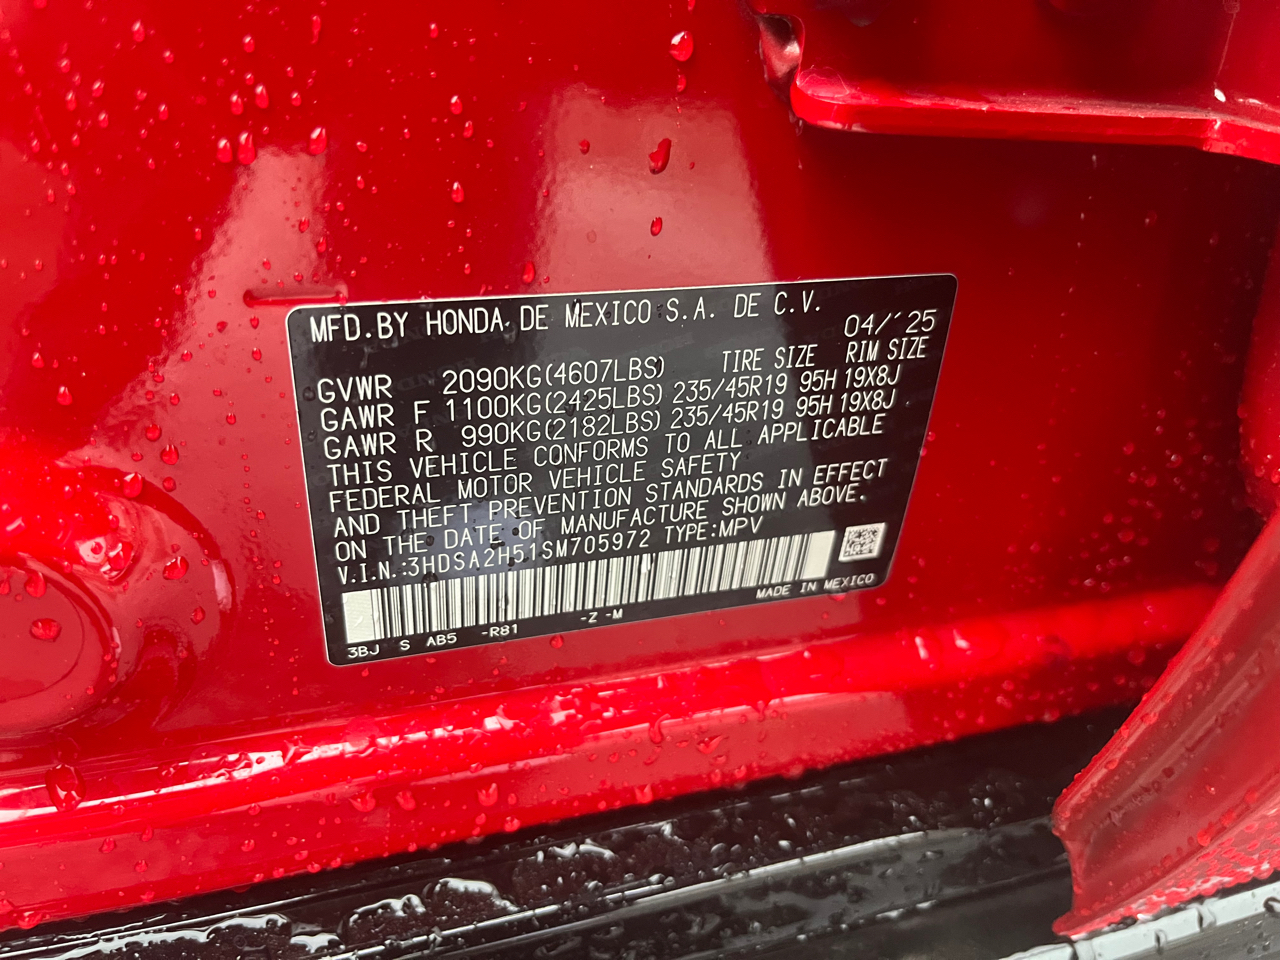 MFD.BY HONDA DE MEXICO S.A. DE C.V.
04/'25
TIRE SIZE RIM SIZE
GVWR 2090KG(4607LBS)
GAWR F 1100KG(2425LBS) 235/45R19 95H 19X8J
GAWR R 990KG(2182LBS) 235/45R19 95H 19X8J
THIS VEHICLE CONFORMS TO ALL APPLICABLE
FEDERAL MOTOR VEHICLE SAFETY
AND THEFT PREVENTION STANDARDS IN EFFECT
ON THE DATE OF MANUFACTURE SHOWN ABOVE.
V.I.N.:3HDSA2H51SM705972 TYPE:MPV
MADE IN MEXICO
3BJ S AB5 -R81 -Z -M